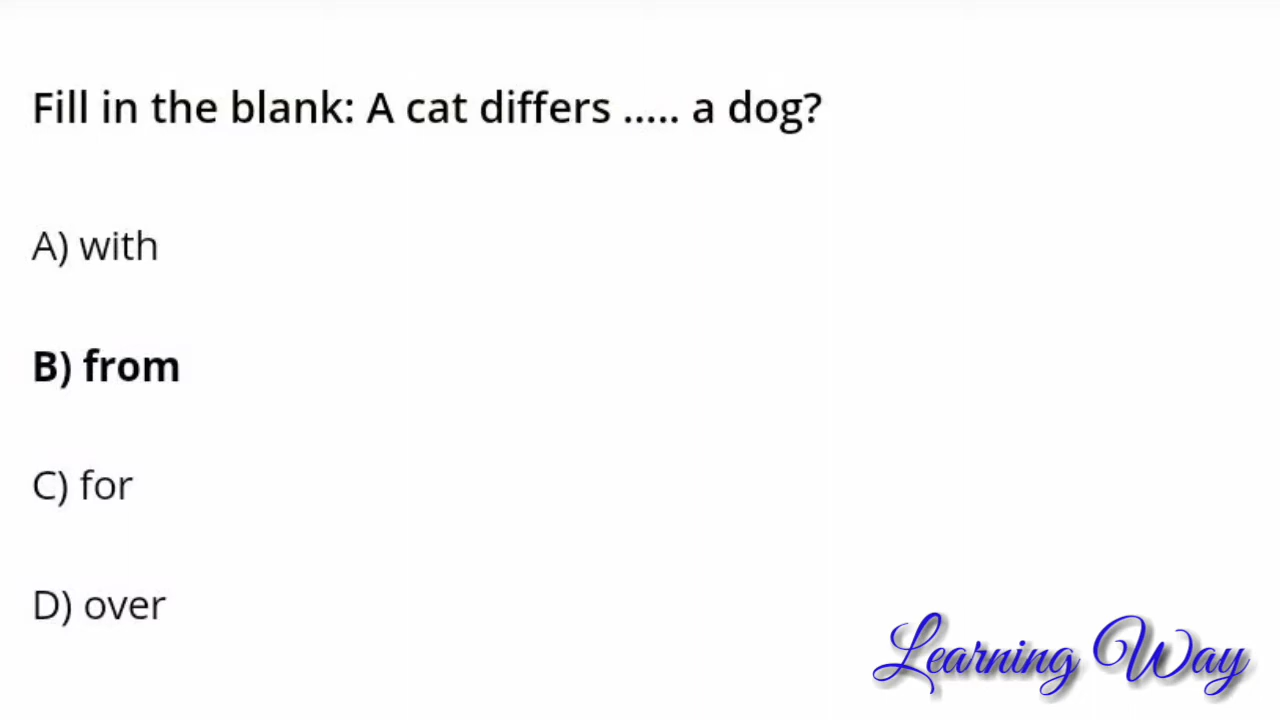 Fill in the blank: A cat differs ..... a dog?
A) with
B) from
C) for
D) over
Learning Way